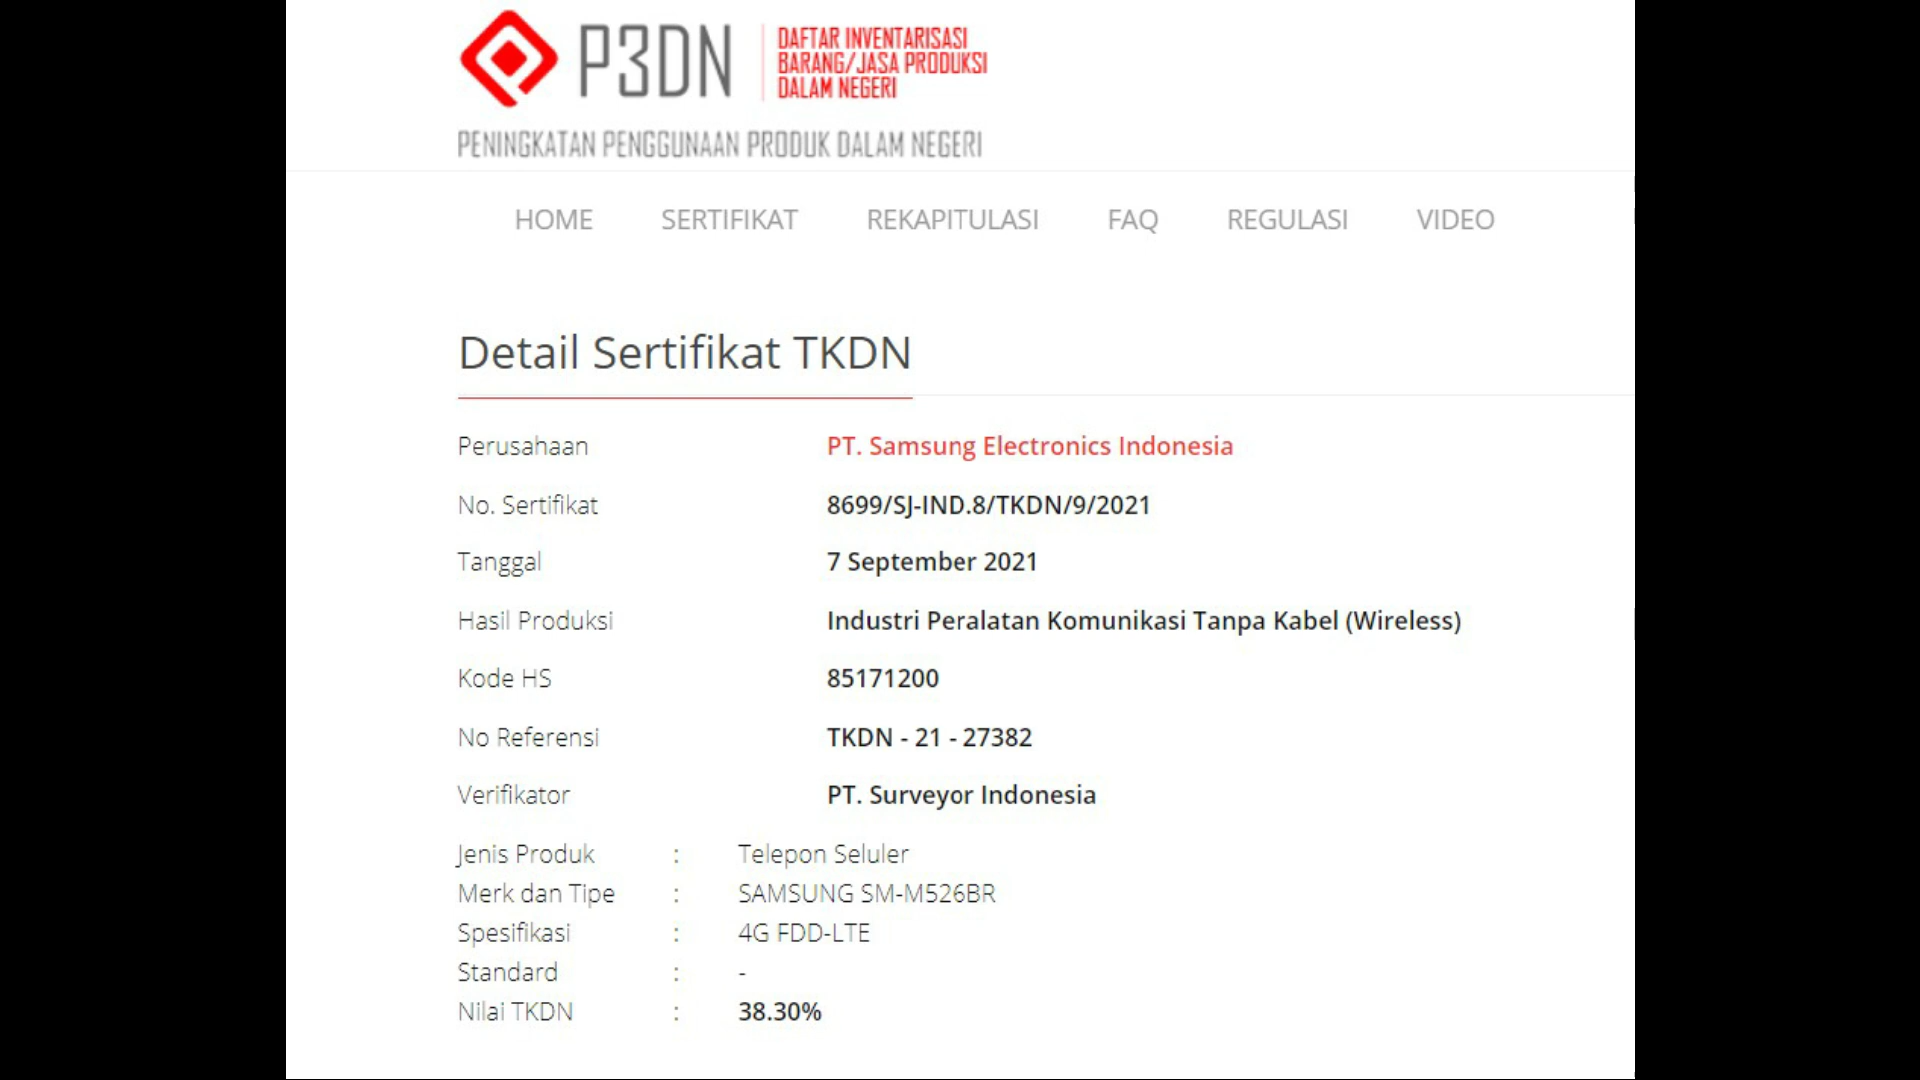 P3DN
DAFTAR INVENTARISASI
BARANG/JASA PRODUKSI
DALAM NEGERI
PENINGKATAN PENGGUNAAN PRODUK DALAM NEGERI
HOME SERTIFIKAT REKAPITULASI FAQ REGULASI VIDEO
Detail Sertifikat TKDN
Perusahaan PT. Samsung Electronics Indonesia
No. Sertifikat 8699/SJ-IND.8/TKDN/9/2021
Tanggal 7 September 2021
Hasil Produksi Industri Peralatan Komunikasi Tanpa Kabel (Wireless)
Kode HS 85171200
No Referensi TKDN - 21 - 27382
Verifikator PT. Surveyor Indonesia
Jenis Produk : Telepon Seluler
Merk dan Tipe : SAMSUNG SM-M526BR
Spesifikasi : 4G FDD-LTE
Standard : -
Nilai TKDN : 38.30%